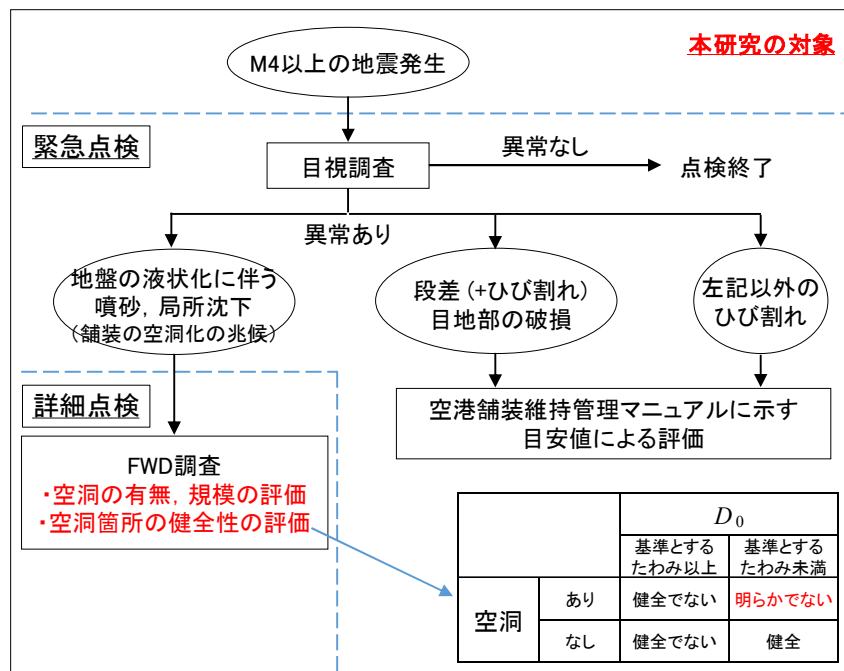 本研究の対象
M4以上の地震発生
緊急点検
目視調査
異常なし
点検終了
異常あり
地盤の液状化に伴う
噴砂，局所沈下
(舗装の空洞化の兆候)
段差 (+ひび割れ)
目地部の破損
左記以外の
ひび割れ
空港舗装維持管理マニュアルに示す
目安値による評価
詳細点検
FWD調査
・空洞の有無，規模の評価
・空洞箇所の健全性の評価
D0
基準とする
たわみ以上
基準とする
たわみ未満
空洞
あり
健全でない
明らかでない
なし
健全でない
健全